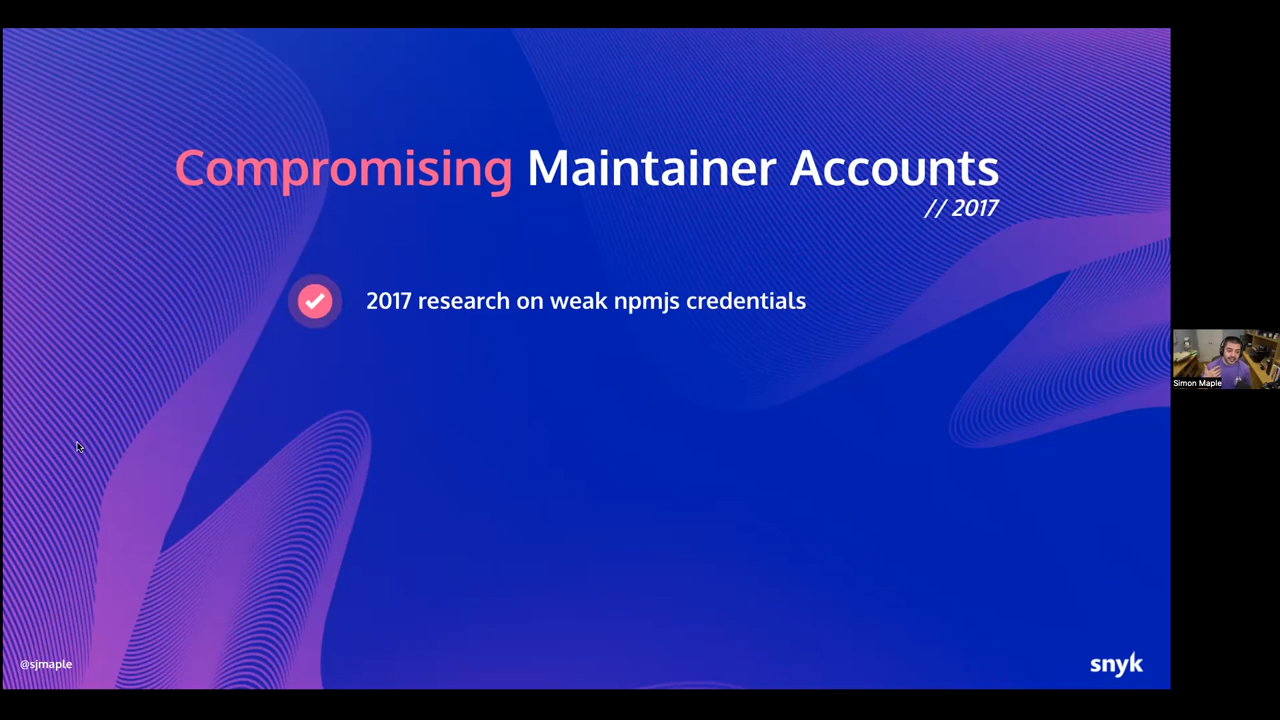 Compromising Maintainer Accounts
// 2017
2017 research on weak npmjs credentials
Simon Maple
@sjmaple
snyk